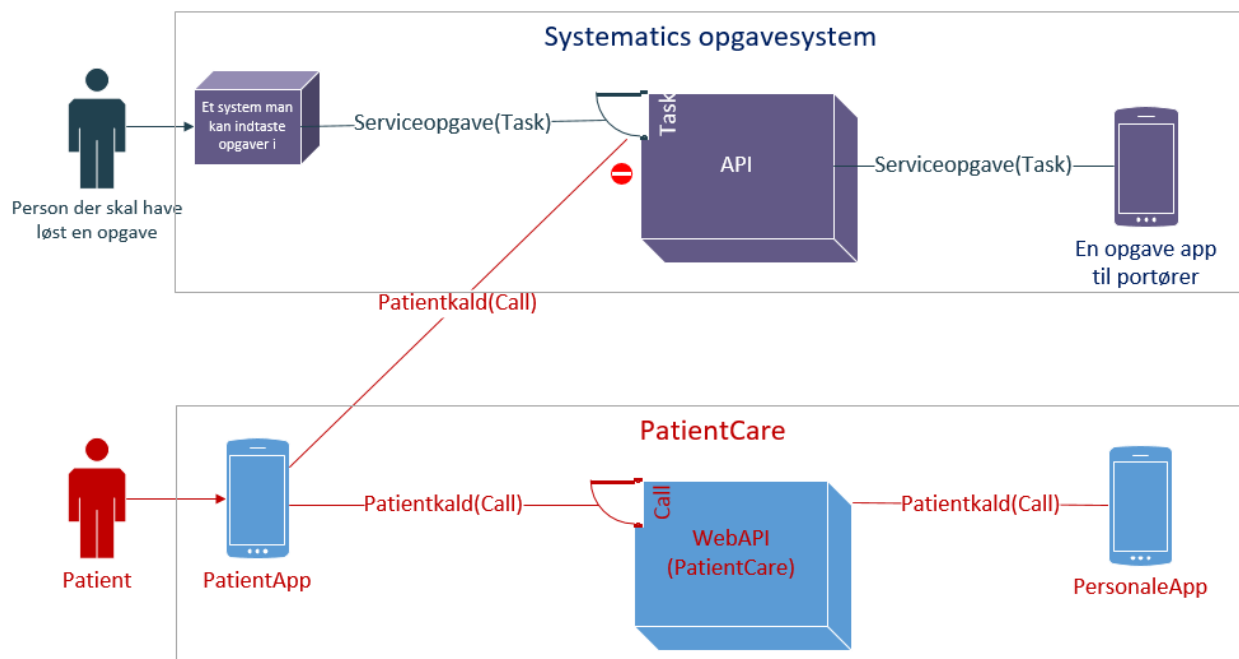 Systematics opgavesystem
Et system man
kan indtaste
opgaver i
Serviceopgave(Task)
Task
API
Serviceopgave(Task)
Person der skal have
løst en opgave
En opgave app
til portører
Patientkald(Call)
PatientCare
Patientkald(Call)
Call
WebAPI
(PatientCare)
Patientkald(Call)
Patient
PatientApp
PersonaleApp